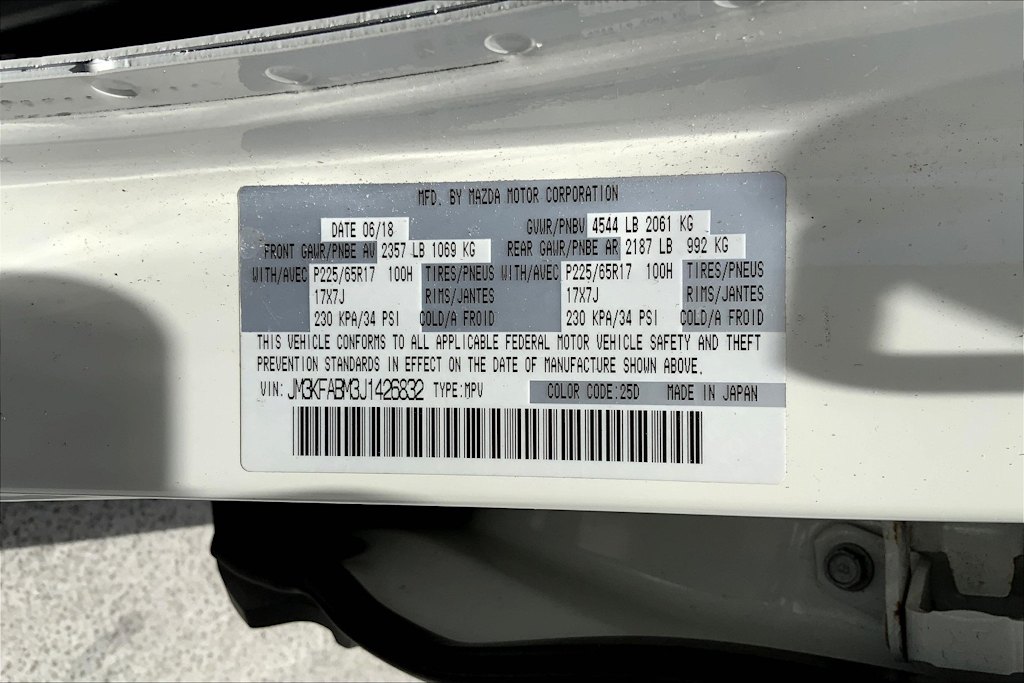 MFD. BY MAZDA MOTOR CORPORATION
DATE 06/18 GVWR/PNBV 4544 LB 2061 KG
FRONT GAWR/PNBE AV 2357 LB 1069 KG REAR GAWR/PNBE AR 2187 LB 992 KG
WITH/AVEC P225/65R17 100H TIRES/PNEUS WITH/AVEC P225/65R17 100H TIRES/PNEUS
17X7J RIMS/JANTES 17X7J RIMS/JANTES
230 KPA/34 PSI COLD/A FROID 230 KPA/34 PSI COLD/A FROID
THIS VEHICLE CONFORMS TO ALL APPLICABLE FEDERAL MOTOR VEHICLE SAFETY AND THEFT
PREVENTION STANDARDS IN EFFECT ON THE DATE OF MANUFACTURE SHOWN ABOVE.
VIN: JM3KFABM3J1426832 TYPE:MPV COLOR CODE:25D MADE IN JAPAN